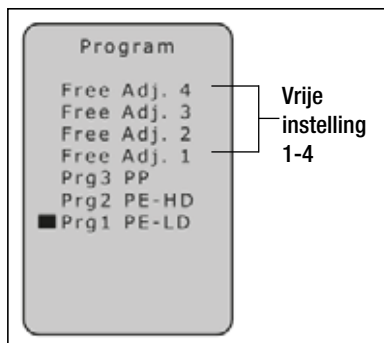 Program
Free Adj. 4
Free Adj. 3
Free Adj. 2
Free Adj. 1
Prg3 PP
Prg2 PE-HD
Prg1 PE-LD
Vrije
instelling
1-4